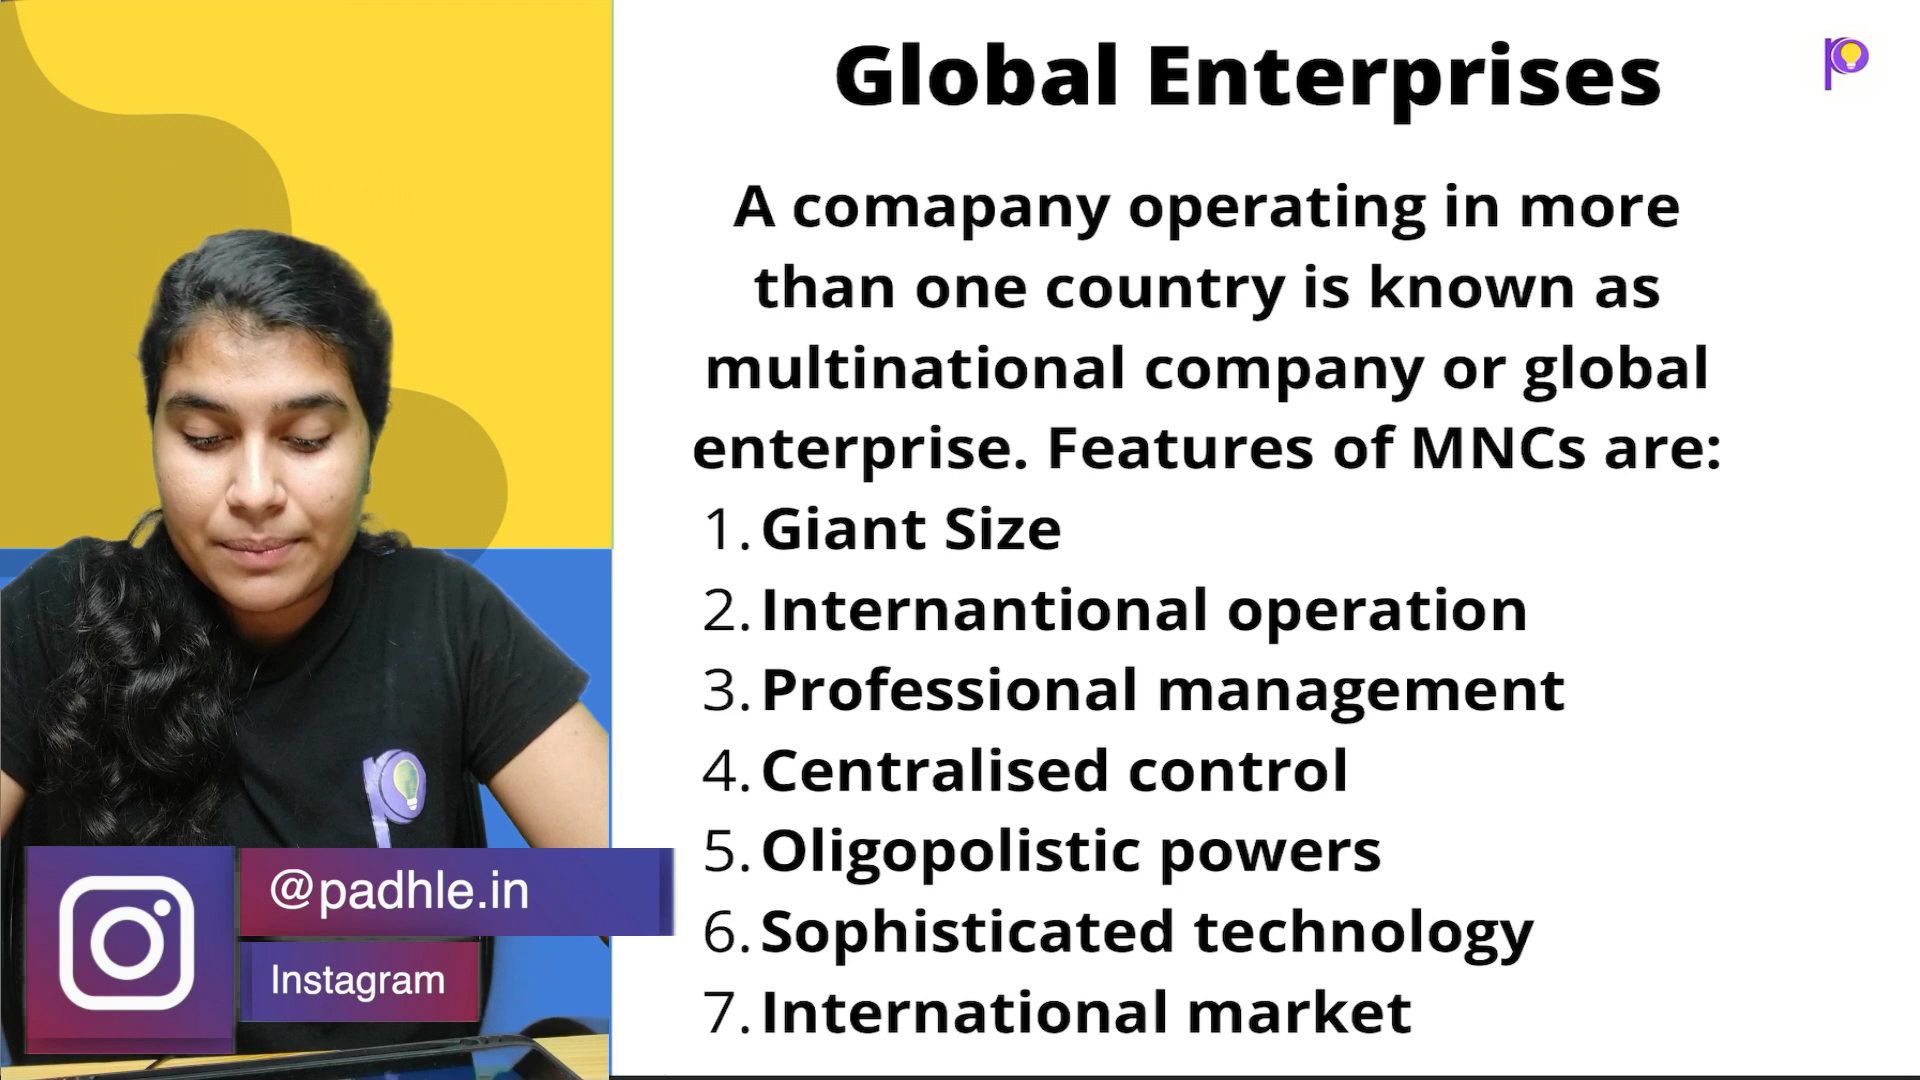 Global Enterprises
A comapany operating in more
than one country is known as
multinational company or global
enterprise. Features of MNCs are:
1. Giant Size
2. Internantional operation
3. Professional management
4. Centralised control
5. Oligopolistic powers
6. Sophisticated technology
7. International market
@padhle.in
Instagram